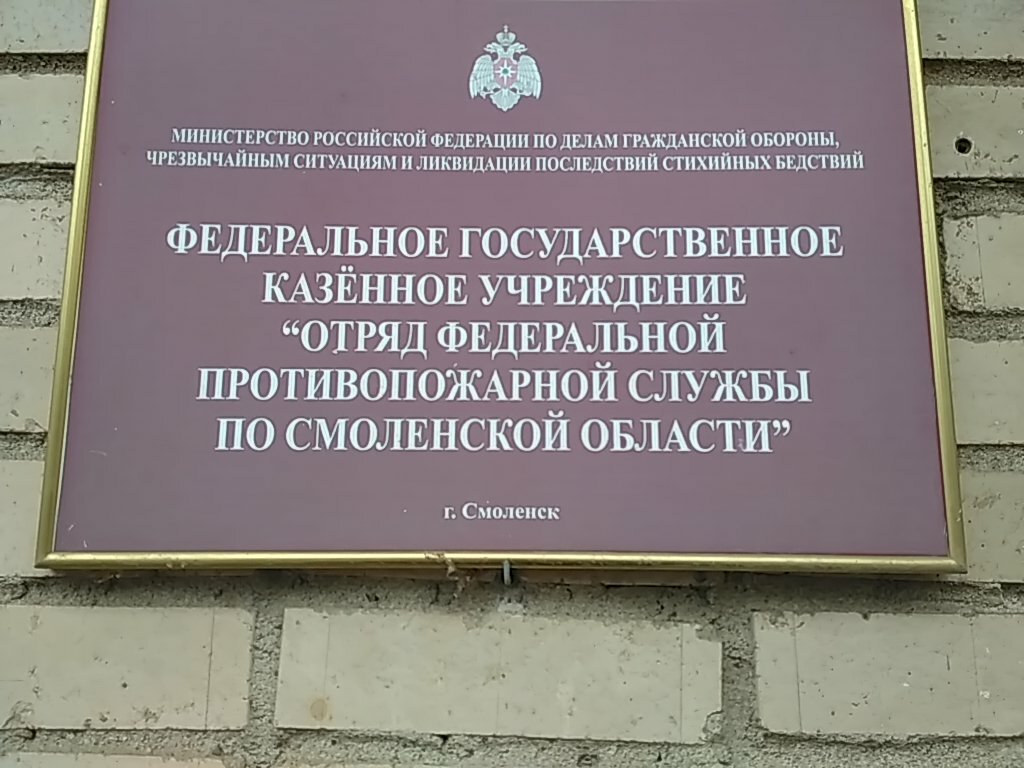 МИНИСТЕРСТВО РОССИЙСКОЙ ФЕДЕРАЦИИ ПО ДЕЛАМ ГРАЖДАНСКОЙ ОБОРОНЫ,
ЧРЕЗВЫЧАЙНЫМ СИТУАЦИЯМ И ЛИКВИДАЦИИ ПОСЛЕДСТВИЙ СТИХИЙНЫХ БЕДСТВИЙ
ФЕДЕРАЛЬНОЕ ГОСУДАРСТВЕННОЕ
КАЗЁННОЕ УЧРЕЖДЕНИЕ
“ОТРЯД ФЕДЕРАЛЬНОЙ
ПРОТИВОПОЖАРНОЙ СЛУЖБЫ
ПО СМОЛЕНСКОЙ ОБЛАСТИ”
г. Смоленск